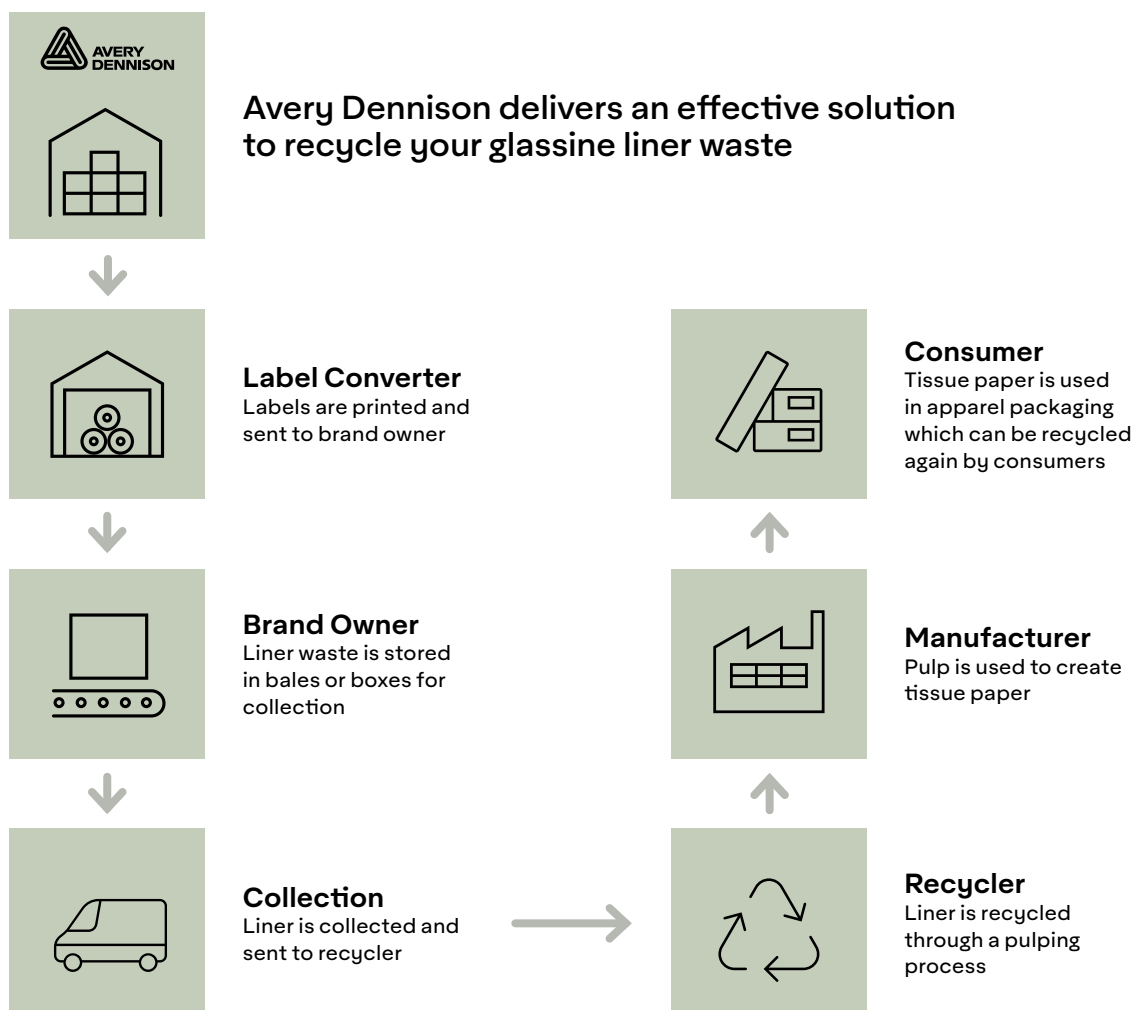 AVERY
DENNISON
Avery Dennison delivers an effective solution
to recycle your glassine liner waste
Label Converter
Labels are printed and
sent to brand owner
Brand Owner
Liner waste is stored
in bales or boxes for
collection
Collection
Liner is collected and
sent to recycler
Recycler
Liner is recycled
through a pulping
process
Manufacturer
Pulp is used to create
tissue paper
Consumer
Tissue paper is used
in apparel packaging
which can be recycled
again by consumers